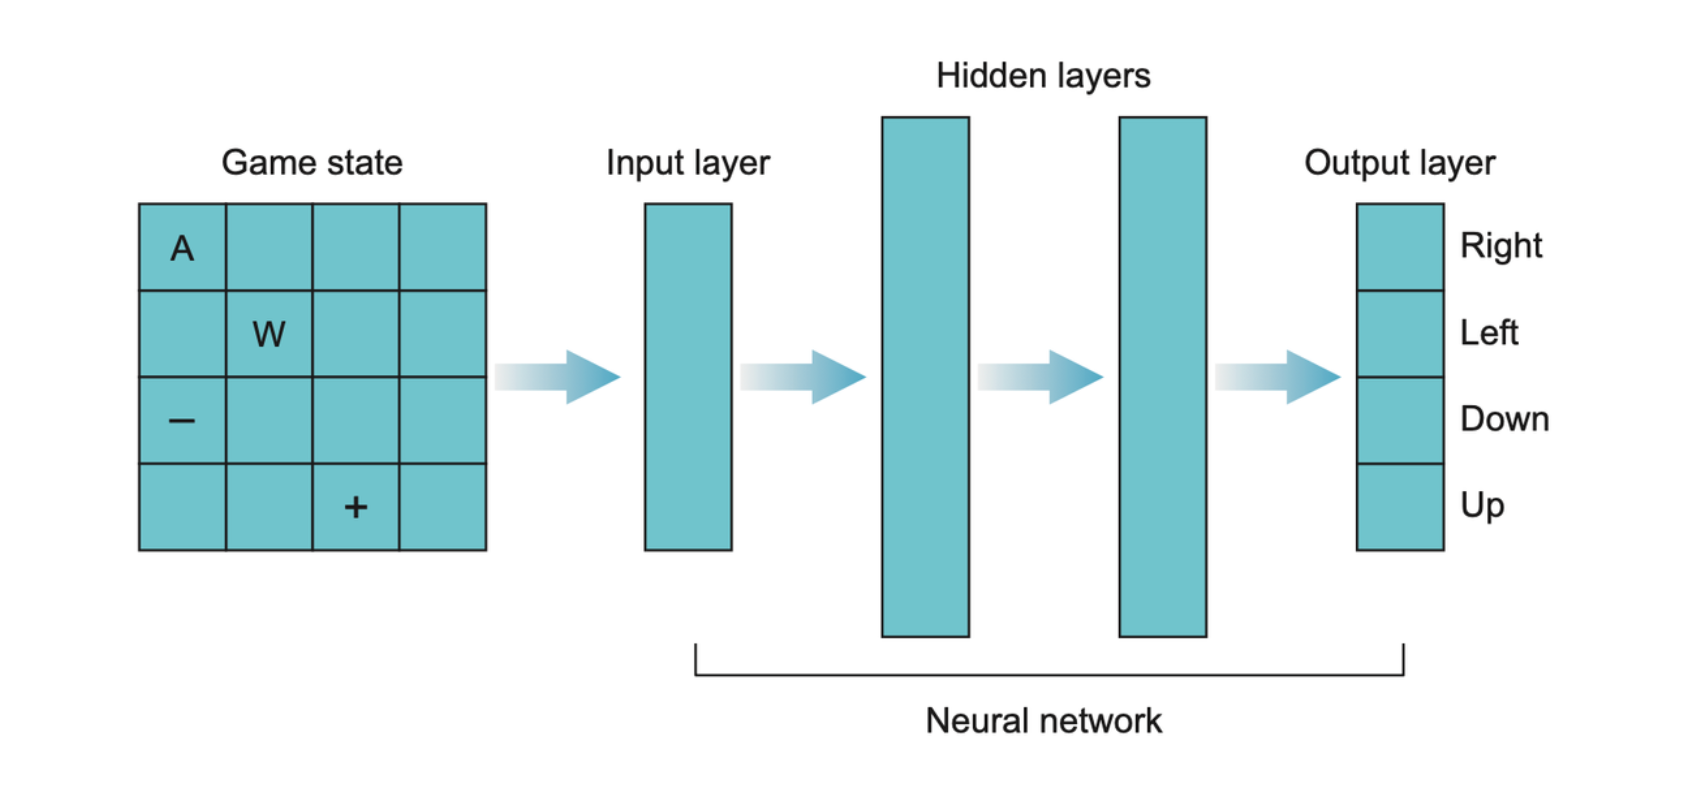 Hidden layers
Game state
Input layer
Output layer
A
W
–
+
Right
Left
Down
Up
Neural network